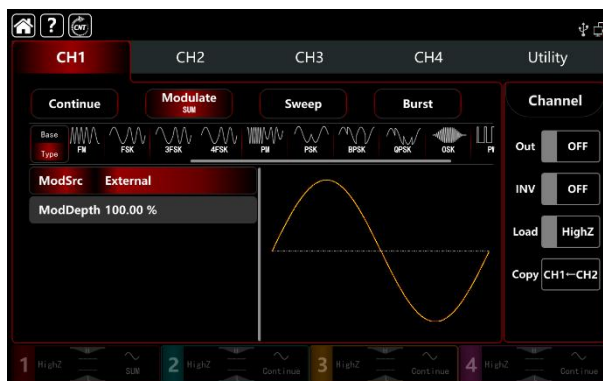 ? CNT
CH1 CH2 CH3 CH4 Utility
Continue Modulate SUM Sweep Burst Channel
Base Type FM FSK 3FSK 4FSK PM PSK BPSK QPSK OSK
Out OFF
ModSrc External
INV OFF
ModDepth 100.00 %
Load HighZ
Copy CH1←CH2
1 HighZ SUM 2 HighZ Continue 3 HighZ Continue 4 HighZ Continue